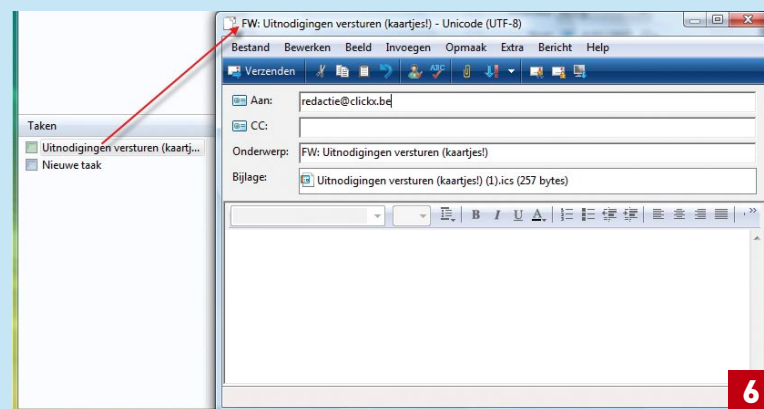 FW: Uitnodigingen versturen (kaartjes!) - Unicode (UTF-8)
Bestand Bewerken Beeld Invoegen Opmaak Extra Bericht Help
Verzenden
Aan: redactie@clickx.be
CC:
Onderwerp: FW: Uitnodigingen versturen (kaartjes!)
Bijlage: Uitnodigingen versturen (kaartjes!) (1).ics (257 bytes)
B I U A
Taken
Uitnodigingen versturen (kaartj...
Nieuwe taak
6